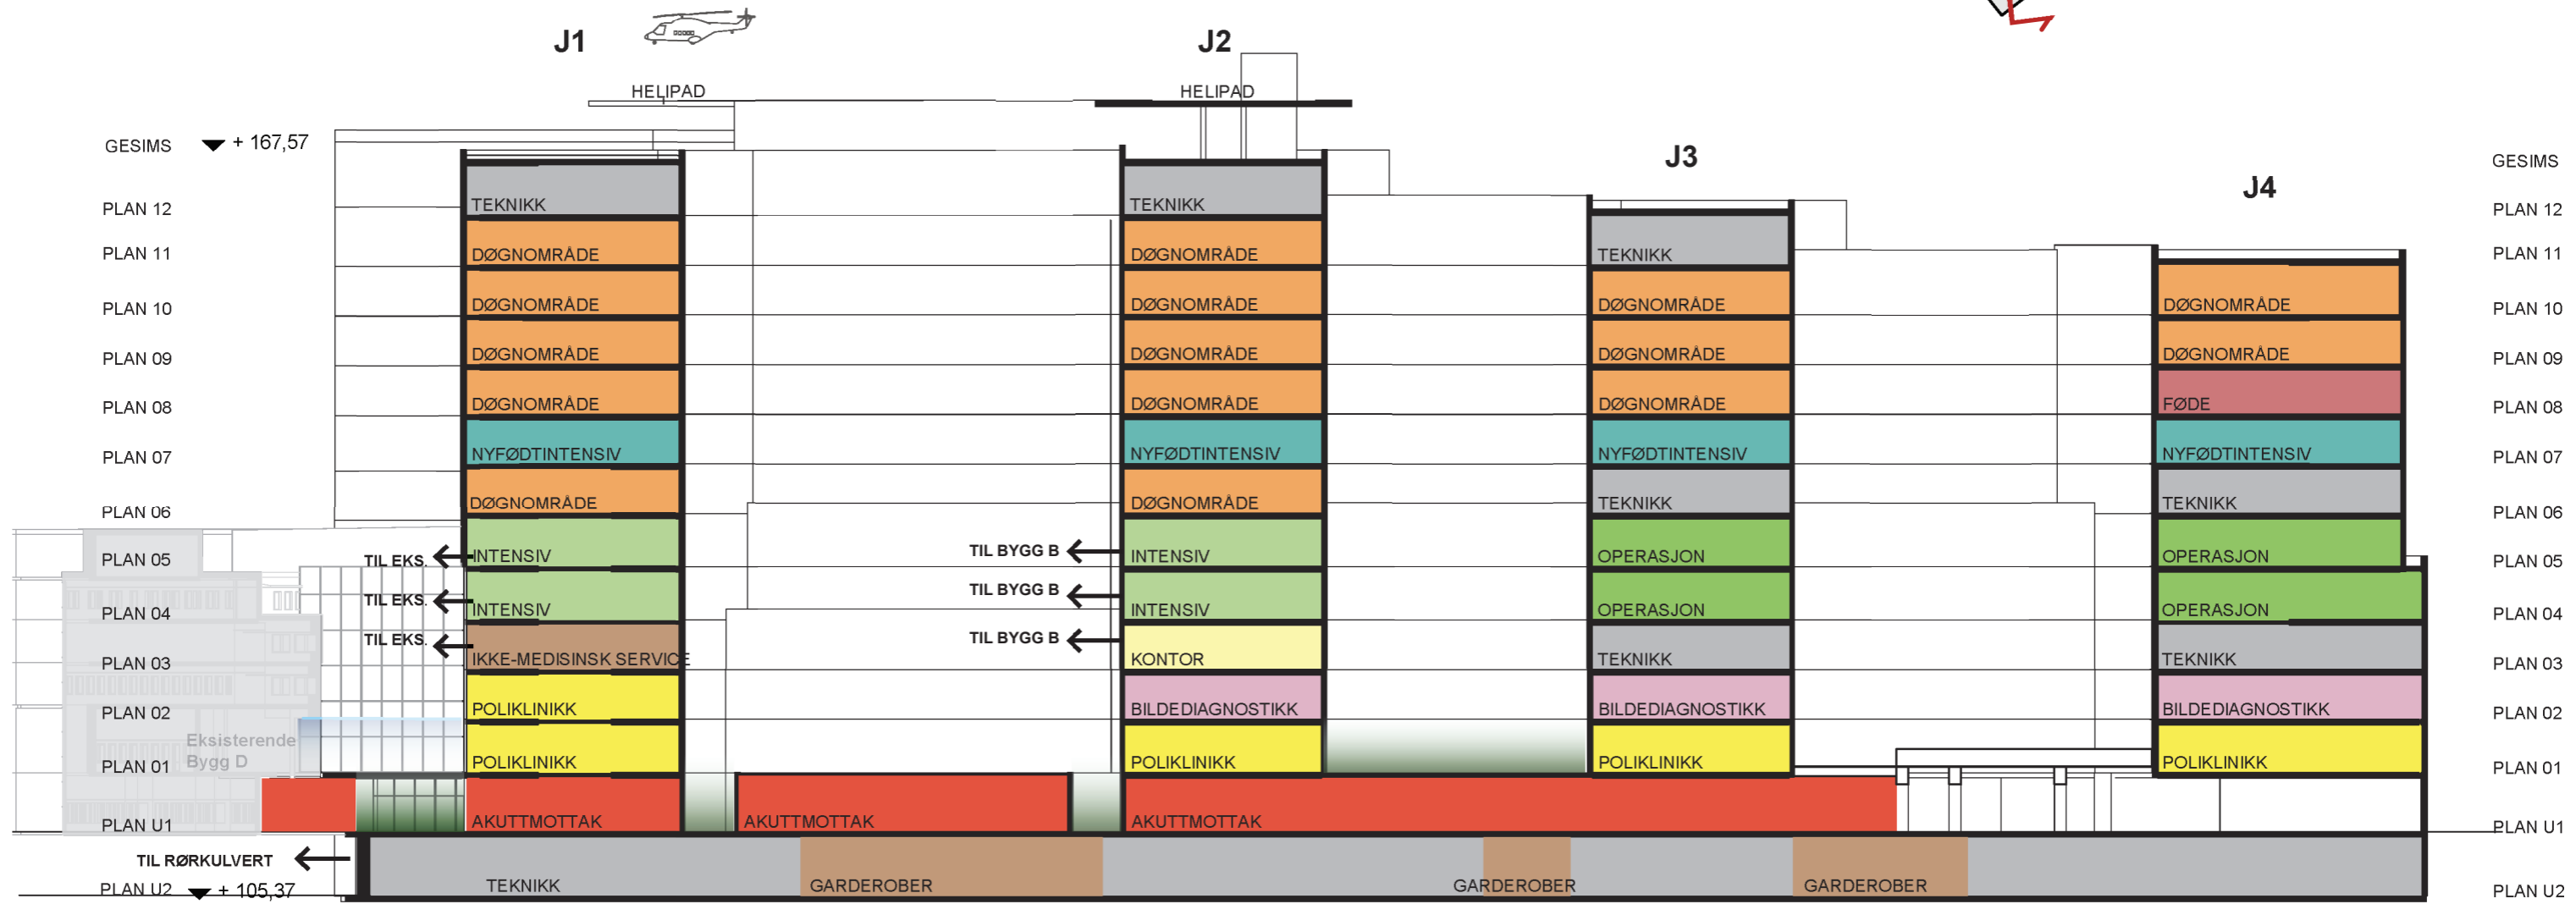 J1
J2
HELIPAD
HELIPAD
GESIMS
+ 167,57
J3
GESIMS
J4
PLAN 12
TEKNIKK
TEKNIKK
PLAN 12
PLAN 11
DØGNOMRÅDE
DØGNOMRÅDE
TEKNIKK
PLAN 11
PLAN 10
DØGNOMRÅDE
DØGNOMRÅDE
DØGNOMRÅDE
DØGNOMRÅDE
PLAN 10
PLAN 09
DØGNOMRÅDE
DØGNOMRÅDE
DØGNOMRÅDE
DØGNOMRÅDE
PLAN 09
PLAN 08
DØGNOMRÅDE
DØGNOMRÅDE
DØGNOMRÅDE
FØDE
PLAN 08
PLAN 07
NYFØDTINTENSIV
NYFØDTINTENSIV
NYFØDTINTENSIV
NYFØDTINTENSIV
PLAN 07
PLAN 06
DØGNOMRÅDE
DØGNOMRÅDE
TEKNIKK
TEKNIKK
PLAN 06
PLAN 05
TIL EKS.
INTENSIV
TIL BYGG B
INTENSIV
OPERASJON
OPERASJON
PLAN 05
PLAN 04
TIL EKS.
INTENSIV
TIL BYGG B
INTENSIV
OPERASJON
OPERASJON
PLAN 04
PLAN 03
TIL EKS.
IKKE-MEDISINSK SERVICE
TIL BYGG B
KONTOR
TEKNIKK
TEKNIKK
PLAN 03
PLAN 02
POLIKLINIKK
BILDEDIAGNOSTIKK
BILDEDIAGNOSTIKK
BILDEDIAGNOSTIKK
PLAN 02
Eksisterende
Bygg D
PLAN 01
POLIKLINIKK
POLIKLINIKK
POLIKLINIKK
POLIKLINIKK
PLAN 01
PLAN U1
AKUTTMOTTAK
AKUTTMOTTAK
AKUTTMOTTAK
PLAN U1
TIL RØRKULVERT
PLAN U2
+ 105,37
TEKNIKK
GARDEROBER
GARDEROBER
GARDEROBER
PLAN U2